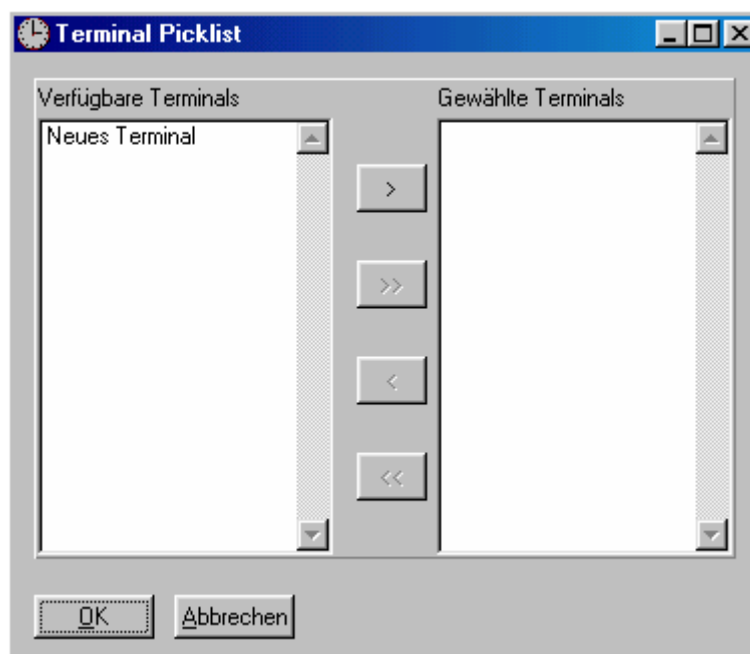 Terminal Picklist
Verfügbare Terminals
Gewählte Terminals
Neues Terminal
>
>>
<
<<
OK
Abbrechen